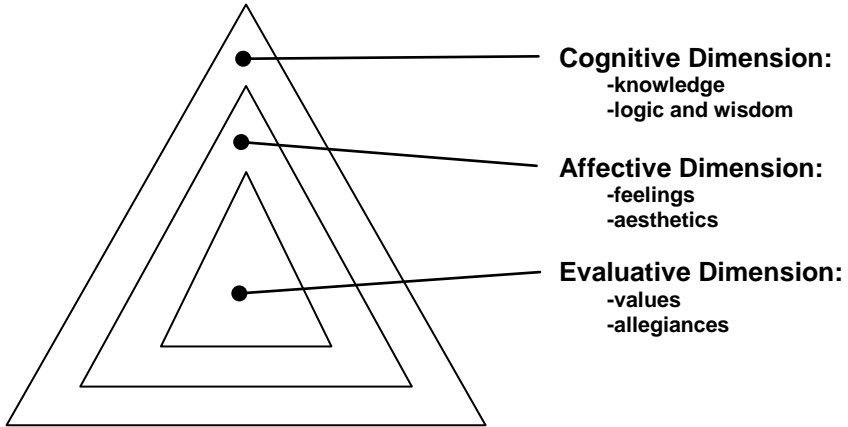 Cognitive Dimension:
-knowledge
-logic and wisdom
Affective Dimension:
-feelings
-aesthetics
Evaluative Dimension:
-values
-allegiances